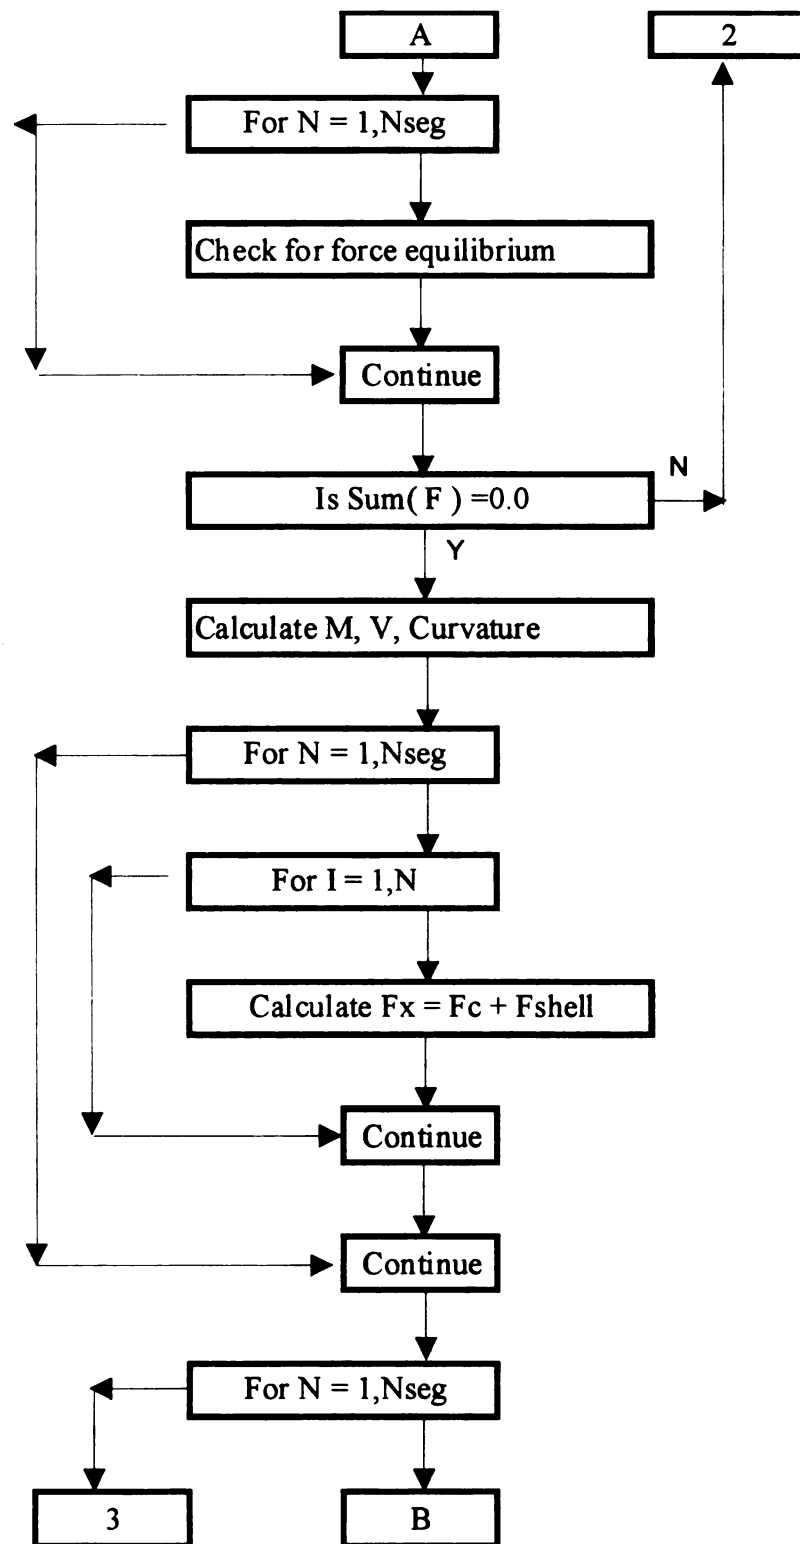 A
2
For N = 1,Nseg
Check for force equilibrium
Continue
Is Sum( F ) =0.0
N
Y
Calculate M, V, Curvature
For N = 1,Nseg
For I = 1,N
Calculate Fx = Fc + Fshell
Continue
Continue
For N = 1,Nseg
3
B